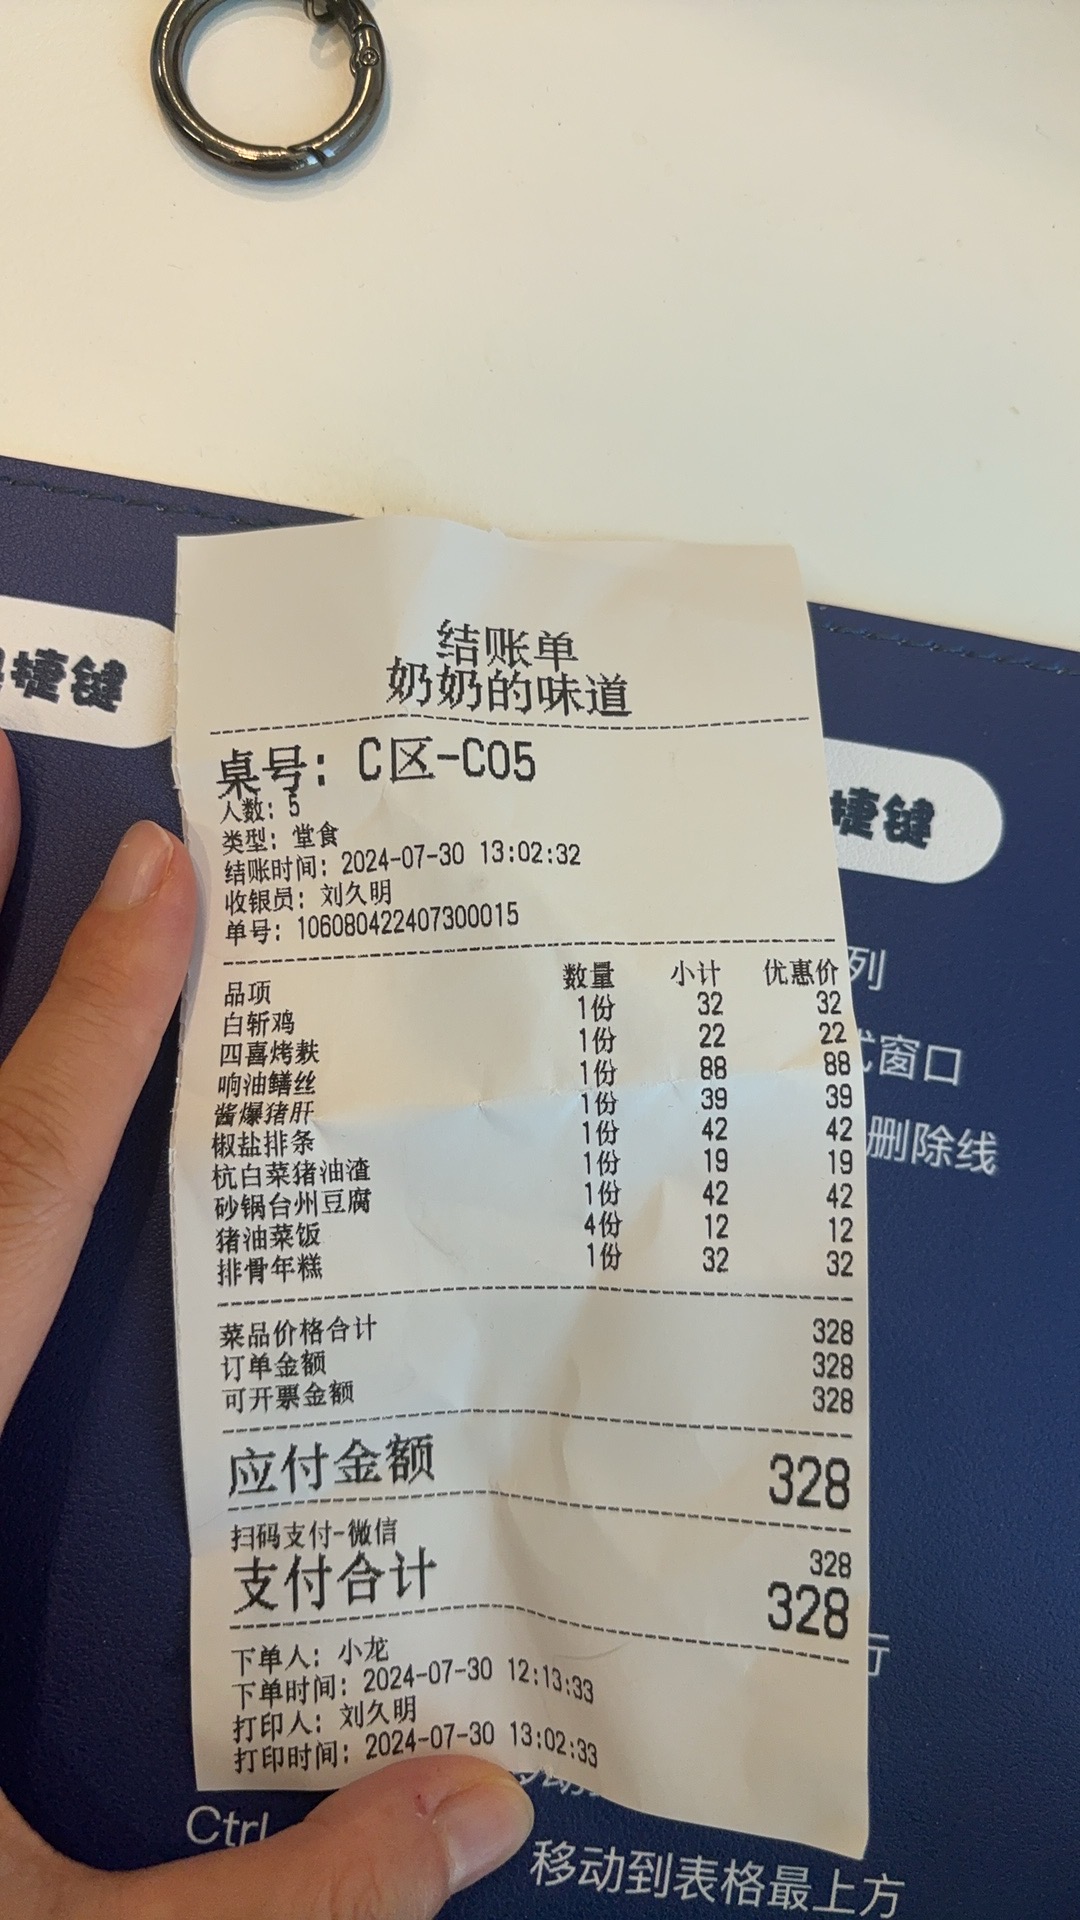 结账单
奶奶的味道
桌号: C区-C05
人数: 5
类型: 堂食
结账时间: 2024-07-30 13:02:32
收银员: 刘久明
单号: 106080422407300015
品项 数量 小计 优惠价
白斩鸡 1份 32 32
四喜烤麸 1份 22 22
响油鳝丝 1份 88 88
酱爆猪肝 1份 39 39
椒盐排条 1份 42 42
杭白菜猪油渣 1份 19 19
砂锅台州豆腐 1份 42 42
猪油菜饭 4份 12 12
排骨年糕 1份 32 32
菜品价格合计 328
订单金额 328
可开票金额 328
应付金额 328
扫码支付-微信 328
支付合计 328
下单人: 小龙
下单时间: 2024-07-30 12:13:33
打印人: 刘久明
打印时间: 2024-07-30 13:02:33
捷键
捷键
列
窗口
删除线
行
Ctrl
移动到表格最上方